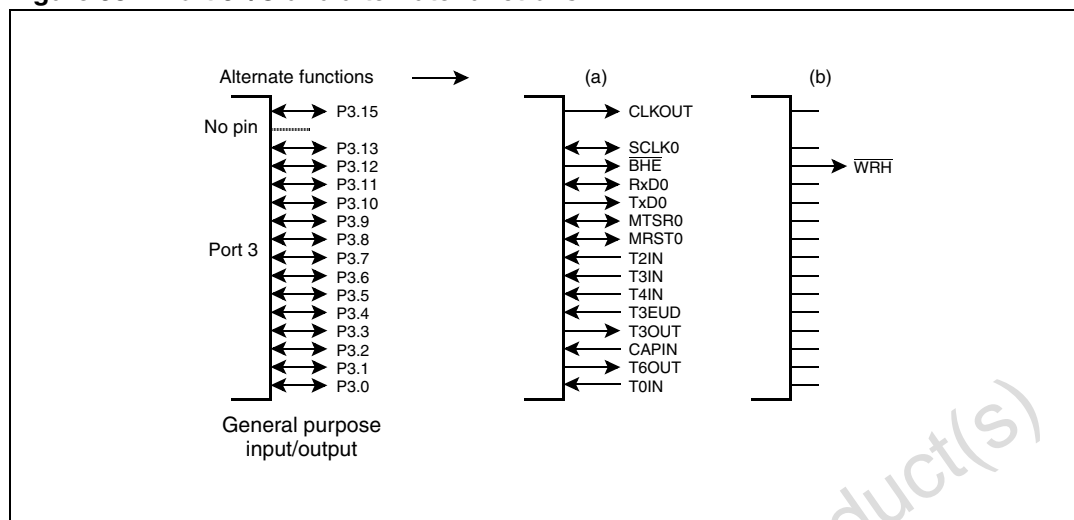 Alternate functions (a) (b)
P3.15 CLKOUT
No pin
P3.13 SCLK0
P3.12 BHE WRH
P3.11 RxD0
P3.10 TxD0
P3.9 MTSR0
P3.8 MRST0
Port 3
P3.7 T2IN
P3.6 T3IN
P3.5 T4IN
P3.4 T3EUD
P3.3 T3OUT
P3.2 CAPIN
P3.1 T6OUT
P3.0 T0IN
General purpose
input/output
duct(s)